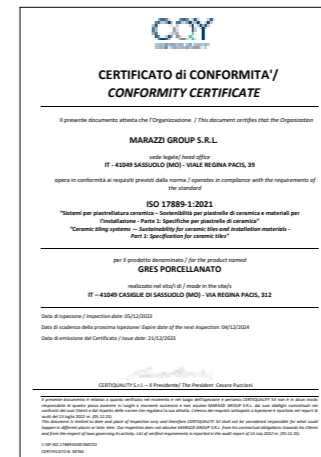 CQY
CERTIQUALITY
CERTIFICATO di CONFORMITA'/
CONFORMITY CERTIFICATE
Il presente documento attesta che l'Organizzazione / This document certifies that the Organization
MARAZZI GROUP S.R.L.
sede legale/ head office
IT - 41049 SASSUOLO (MO) - VIALE REGINA PACIS, 39
opera in conformità ai requisiti previsti dalla norma / operates in compliance with the requirements of
the standard
ISO 17889-1:2021
"Sistemi per piastrellatura ceramica – Sostenibilità per piastrelle di ceramica e materiali per
l'installazione - Parte 1: Specifiche per piastrelle di ceramica"
"Ceramic tiling systems — Sustainability for ceramic tiles and installation materials -
Part 1: Specification for ceramic tiles"
per il prodotto denominato / for the product named
GRES PORCELLANATO
realizzato nel sito/i di / made in the site/s
IT – 41049 CASIGLIE DI SASSUOLO (MO) - VIA REGINA PACIS, 312
Data di ispezione / Inspection date: 05/12/2023
Data di scadenza della prossima ispezione/ Expire date of the next inspection: 04/12/2024
Data di emissione del Certificato / Issue date: 21/12/2023
CERTIQUALITY S.r.l. – Il Presidente/ The President Cesare Puccioni